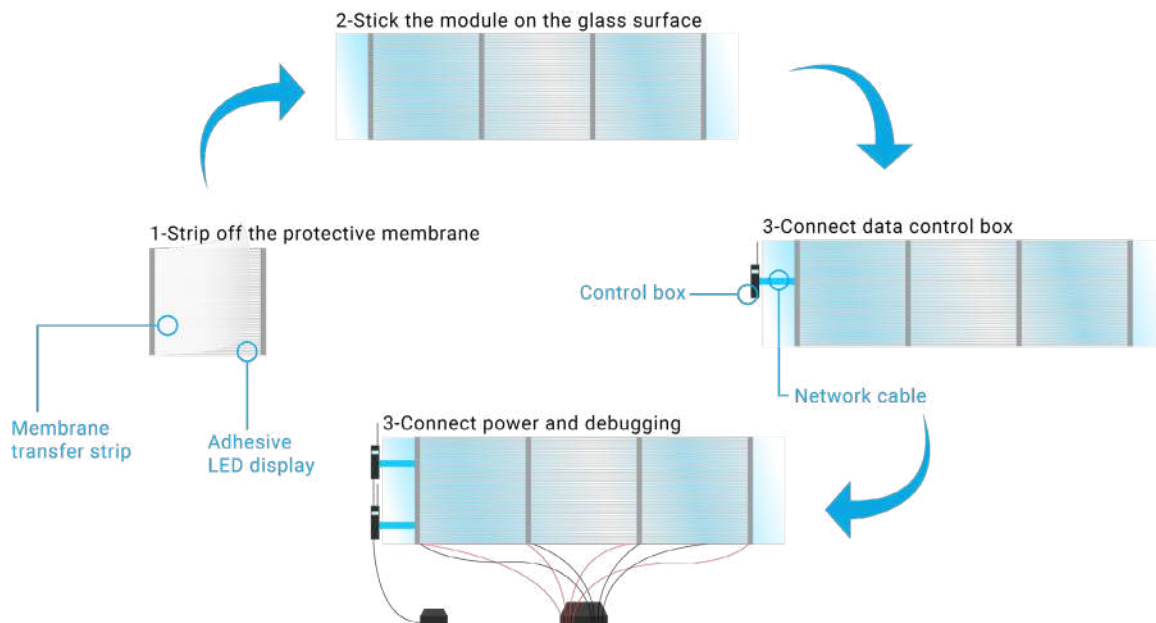 2-Stick the module on the glass surface
1-Strip off the protective membrane
3-Connect data control box
Control box
Network cable
Membrane
transfer strip
Adhesive
LED display
3-Connect power and debugging